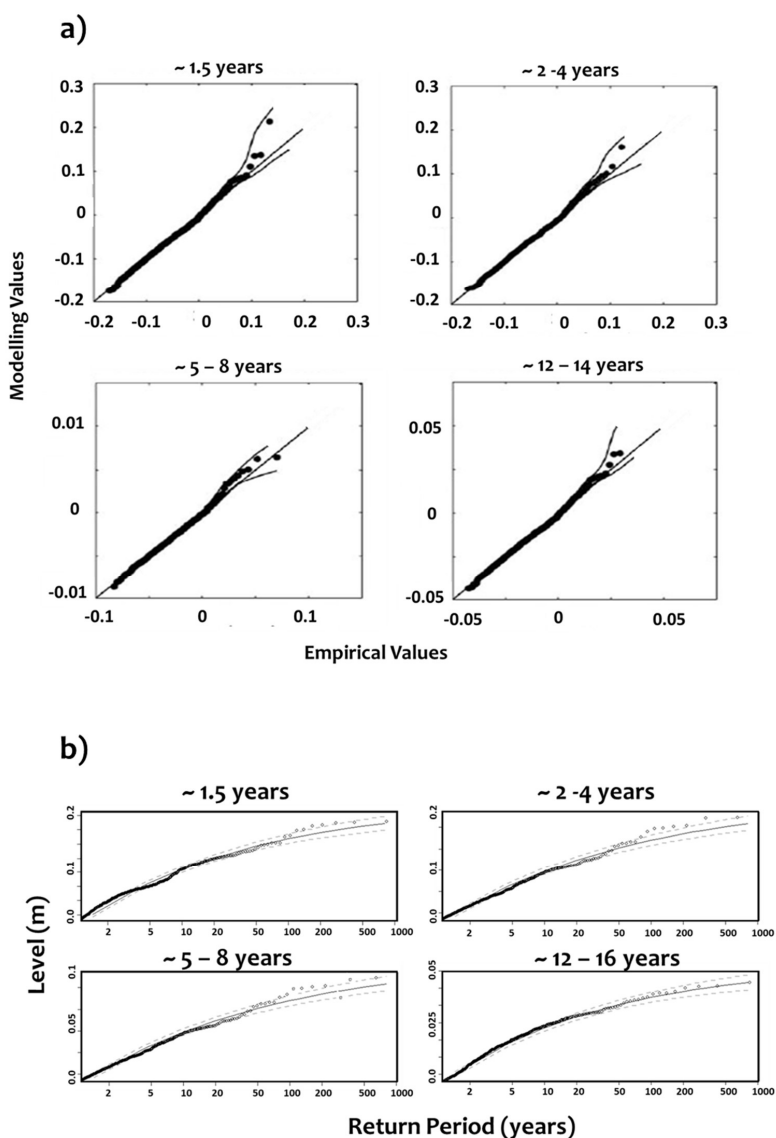 a)
~ 1.5 years
~ 2 -4 years
0.3
0.2
0.1
0
-0.1
-0.2
-0.2 -0.1 0 0.1 0.2 0.3
0.3
0.2
0.1
0
-0.1
-0.2
-0.2 -0.1 0 0.1 0.2 0.3
Modelling Values
~ 5 – 8 years
~ 12 – 14 years
0.01
0
-0.01
-0.1 0 0.1
0.05
0
-0.05
-0.05 0 0.05
Empirical Values
b)
~ 1.5 years
~ 2 -4 years
0.2
0.1
0.0
2 5 10 20 50 100 200 500 1000
0.2
0.1
0.0
2 5 10 20 50 100 200 500 1000
Level (m)
~ 5 – 8 years
~ 12 – 16 years
0.1
0.05
0.0
2 5 10 20 50 100 200 500 1000
0.05
0.025
0.0
2 5 10 20 50 100 200 500 1000
Return Period (years)